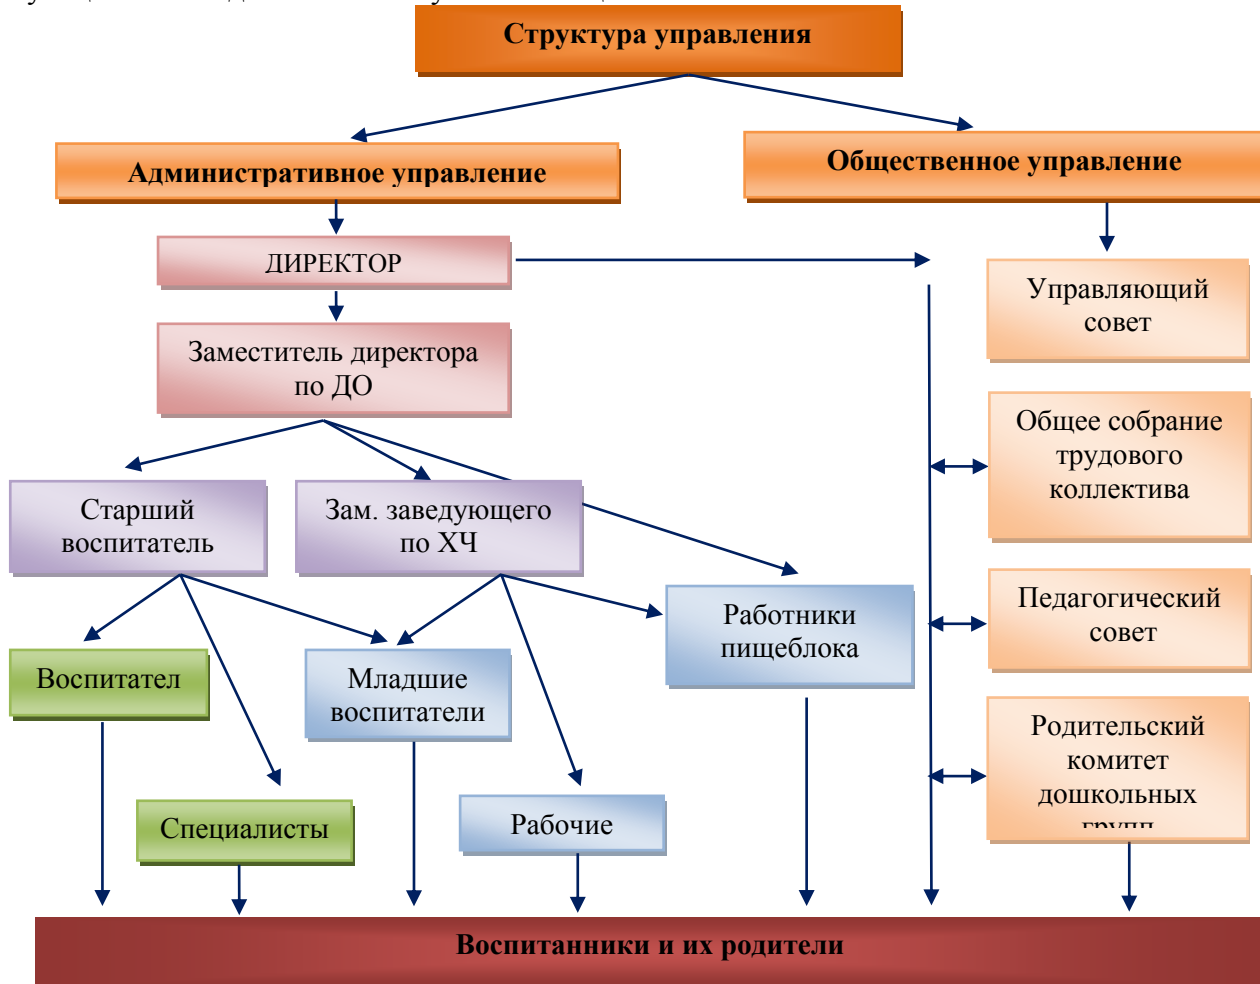 Структура управления
Административное управление
Общественное управление
ДИРЕКТОР
Управляющий
совет
Заместитель директора
по ДО
Общее собрание
трудового
коллектива
Старший
воспитатель
Зам. заведующего
по ХЧ
Педагогический
совет
Работники
пищеблока
Воспитател
Младшие
воспитатели
Родительский
комитет
дошкольных
групп
Специалисты
Рабочие
Воспитанники и их родители